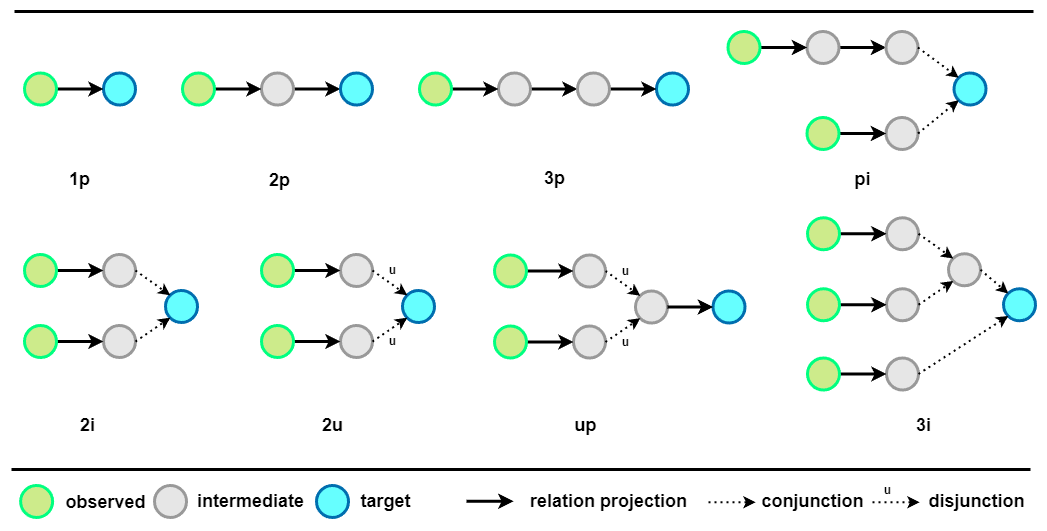 1p
2p
3p
pi
u
u
u
u
2i
2u
up
3i
observed
intermediate
target
relation projection
conjunction
u
disjunction